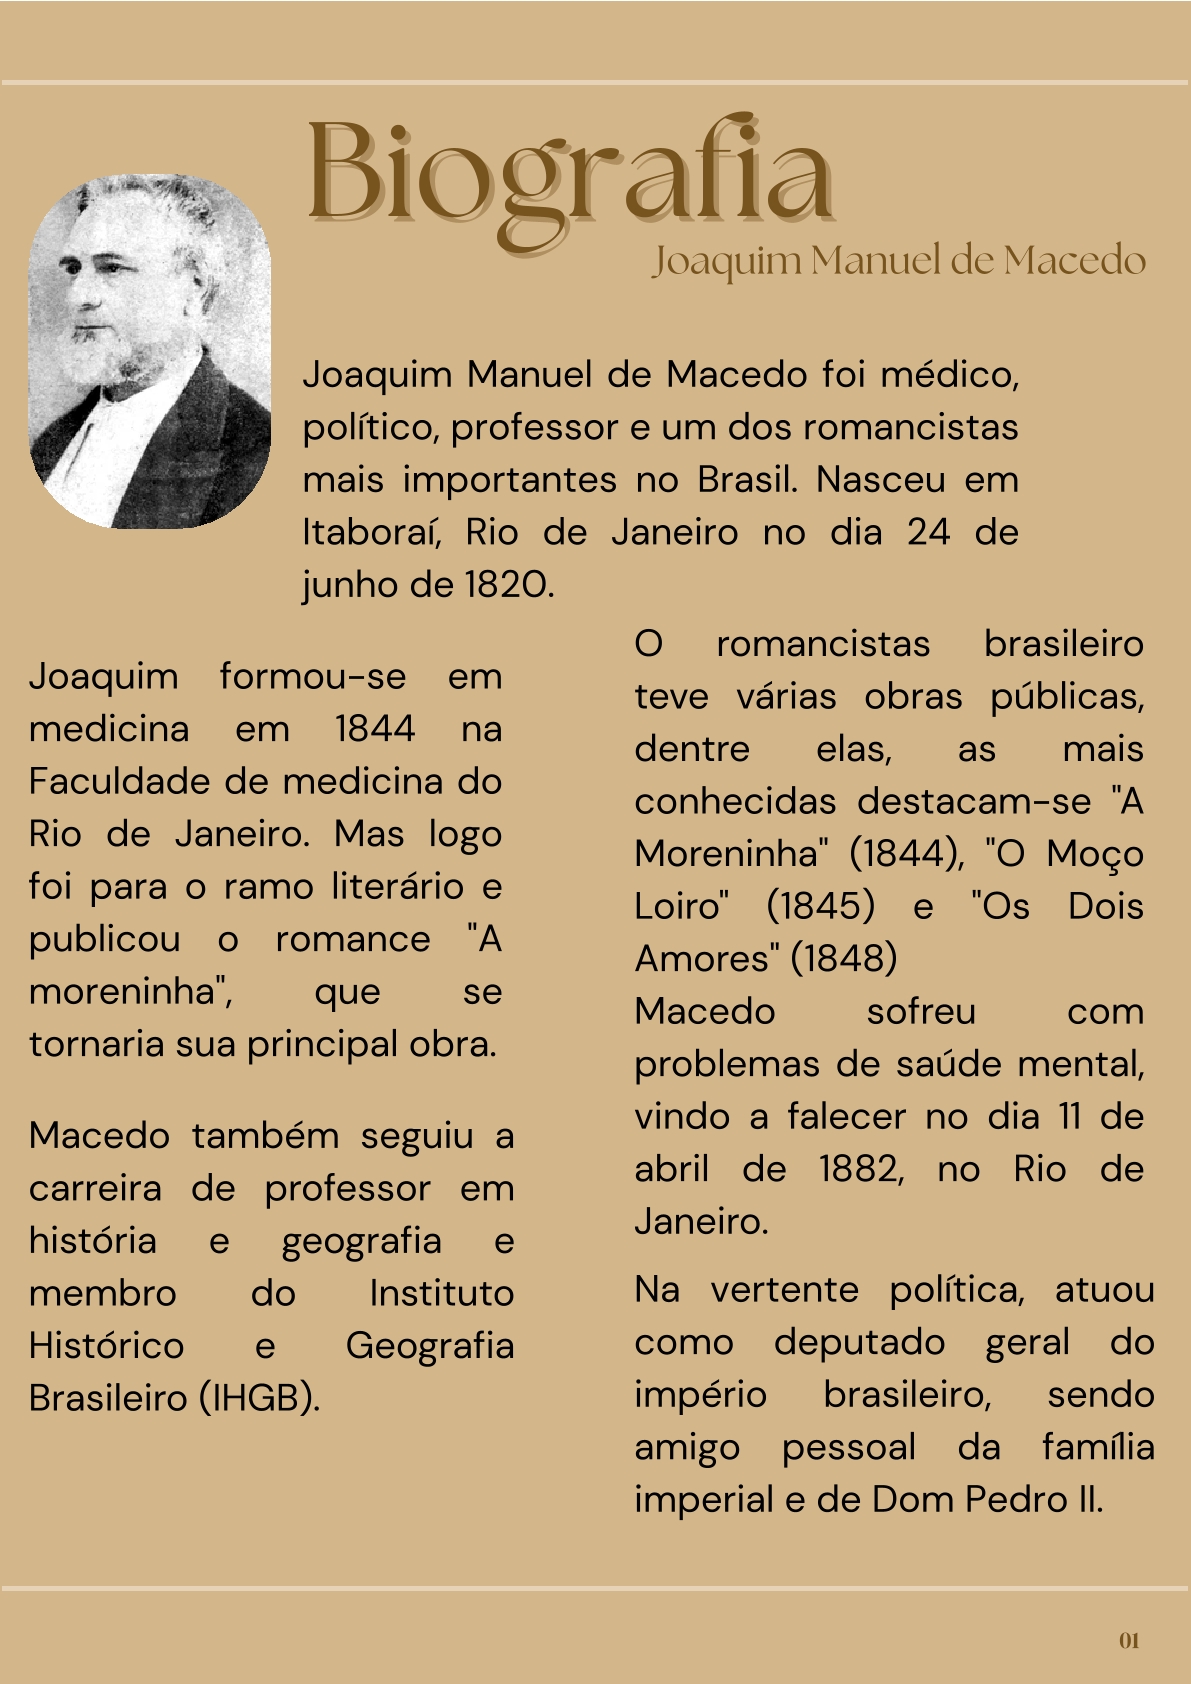 Biografia
Joaquim Manuel de Macedo
Joaquim Manuel de Macedo foi médico,
político, professor e um dos romancistas
mais importantes no Brasil. Nasceu em
Itaboraí, Rio de Janeiro no dia 24 de
junho de 1820.
Joaquim formou-se em
medicina em 1844 na
Faculdade de medicina do
Rio de Janeiro. Mas logo
foi para o ramo literário e
publicou o romance "A
moreninha", que se
tornaria sua principal obra.
Macedo também seguiu a
carreira de professor em
história e geografia e
membro do Instituto
Histórico e Geografia
Brasileiro (IHGB).
O romancistas brasileiro
teve várias obras públicas,
dentre elas, as mais
conhecidas destacam-se "A
Moreninha" (1844), "O Moço
Loiro" (1845) e "Os Dois
Amores" (1848)
Macedo sofreu com
problemas de saúde mental,
vindo a falecer no dia 11 de
abril de 1882, no Rio de
Janeiro.
Na vertente política, atuou
como deputado geral do
império brasileiro, sendo
amigo pessoal da família
imperial e de Dom Pedro II.
01